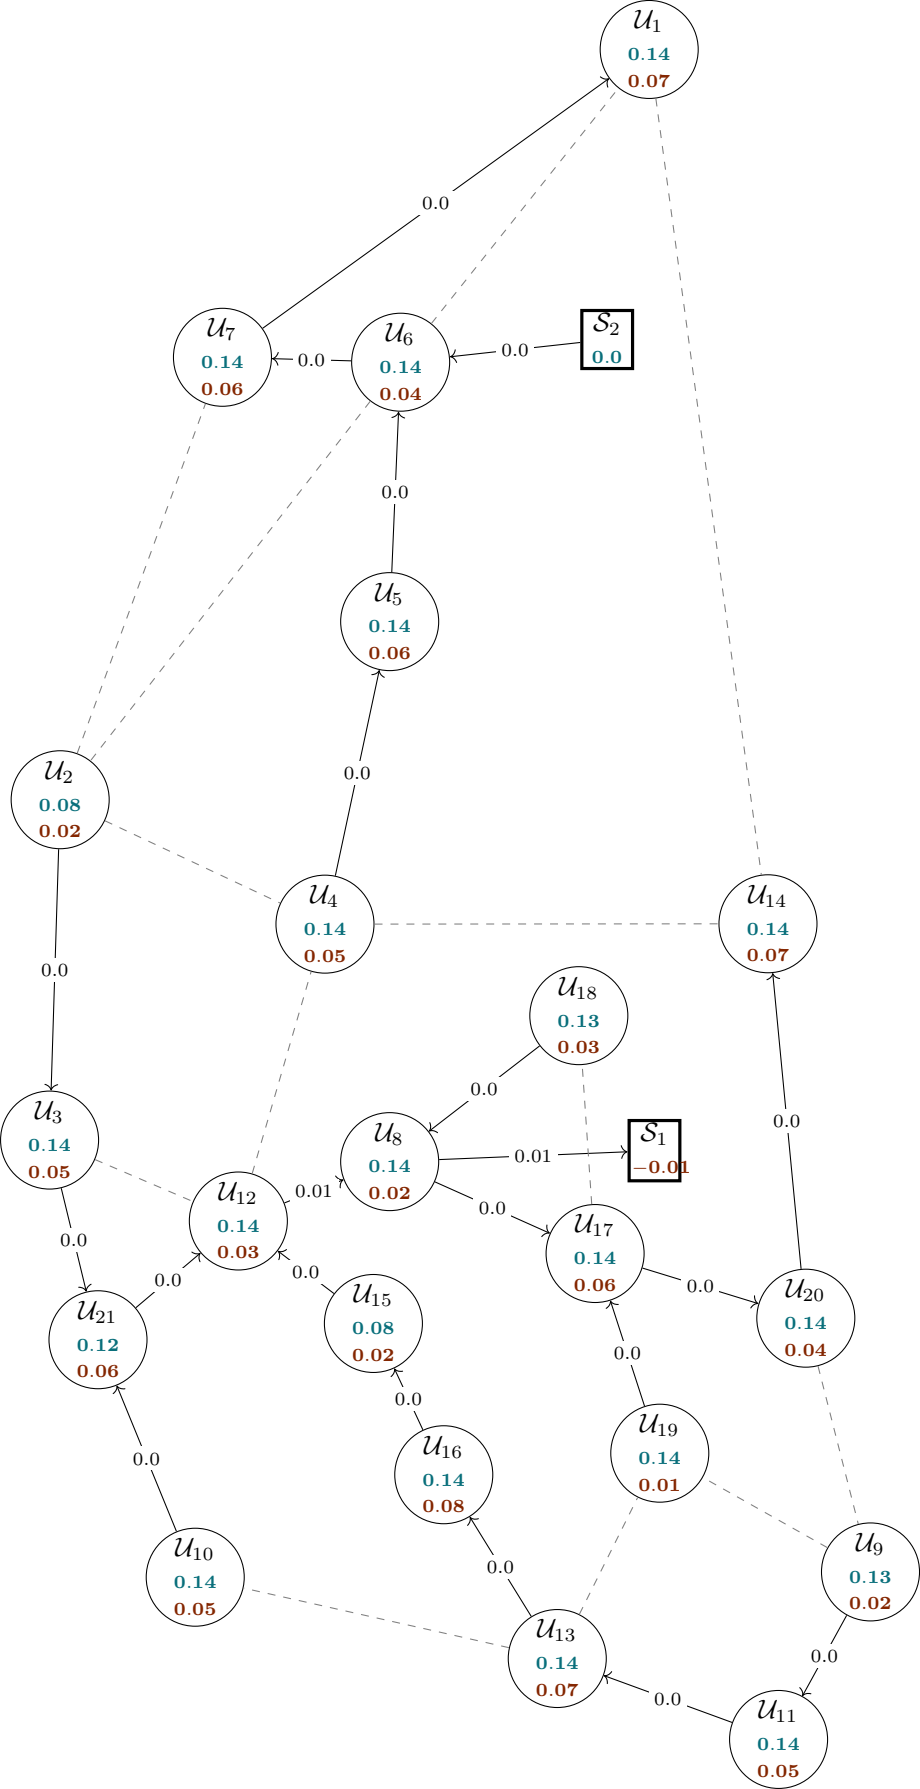 𝒰₁
0.14
0.07
0.0
𝒰₇
0.14
0.06
0.0
𝒰₆
0.14
0.04
0.0
𝒮₂
0.0
0.0
𝒰₅
0.14
0.06
0.0
𝒰₂
0.08
0.02
𝒰₄
0.14
0.05
𝒰₁₄
0.14
0.07
0.0
𝒰₁₈
0.13
0.03
0.0
𝒰₃
0.14
0.05
𝒰₈
0.14
0.02
0.01
𝒮₁
−0.01
0.0
𝒰₁₂
0.14
0.03
0.01
0.0
𝒰₁₇
0.14
0.06
0.0
0.0
0.0
0.0
𝒰₂₁
0.12
0.06
𝒰₁₅
0.08
0.02
𝒰₂₀
0.14
0.04
0.0
0.0
𝒰₁₆
0.14
0.08
𝒰₁₉
0.14
0.01
0.0
𝒰₁₀
0.14
0.05
0.0
𝒰₉
0.13
0.02
𝒰₁₃
0.14
0.07
0.0
0.0
𝒰₁₁
0.14
0.05